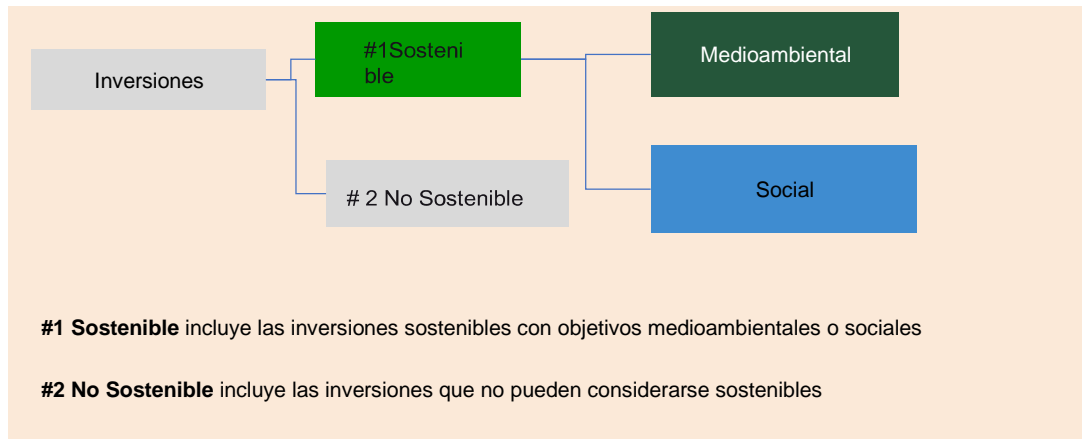 Inversiones
#1Sosteni
ble
# 2 No Sostenible
Medioambiental
Social
#1 Sostenible incluye las inversiones sostenibles con objetivos medioambientales o sociales
#2 No Sostenible incluye las inversiones que no pueden considerarse sostenibles